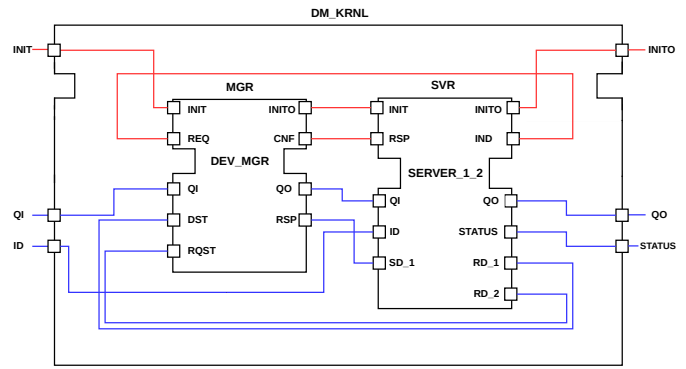 DM_KRNL
INIT INITO
MGR SVR
INIT INITO INIT INITO
REQ CNF RSP IND
DEV_MGR SERVER_1_2
QI QO QI QO
QI DST RSP ID STATUS QO
ID RQST SD_1 RD_1 STATUS
RD_2